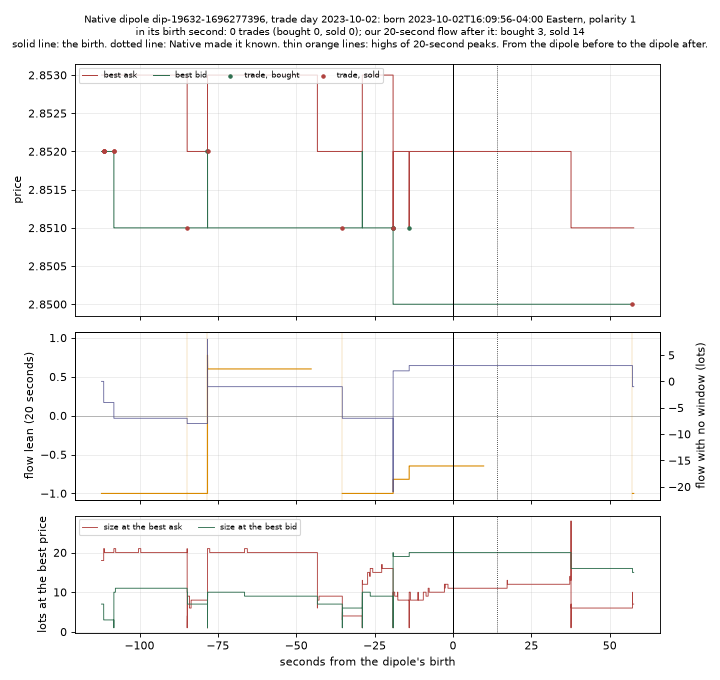 Native dipole dip-19632-1696277396, trade day 2023-10-02: born 2023-10-02T16:09:56-04:00 Eastern, polarity 1
in its birth second: 0 trades (bought 0, sold 0); our 20-second flow after it: bought 3, sold 14
solid line: the birth. dotted line: Native made it known. thin orange lines: highs of 20-second peaks. From the dipole before to the dipole after.
best ask
best bid
trade, bought
trade, sold
2.8530
2.8525
2.8520
2.8515
2.8510
2.8505
2.8500
price
1.0
0.5
0.0
−0.5
−1.0
flow lean (20 seconds)
5
0
−5
−10
−15
−20
flow with no window (lots)
size at the best ask
size at the best bid
20
10
0
lots at the best price
−100
−75
−50
−25
0
25
50
seconds from the dipole's birth